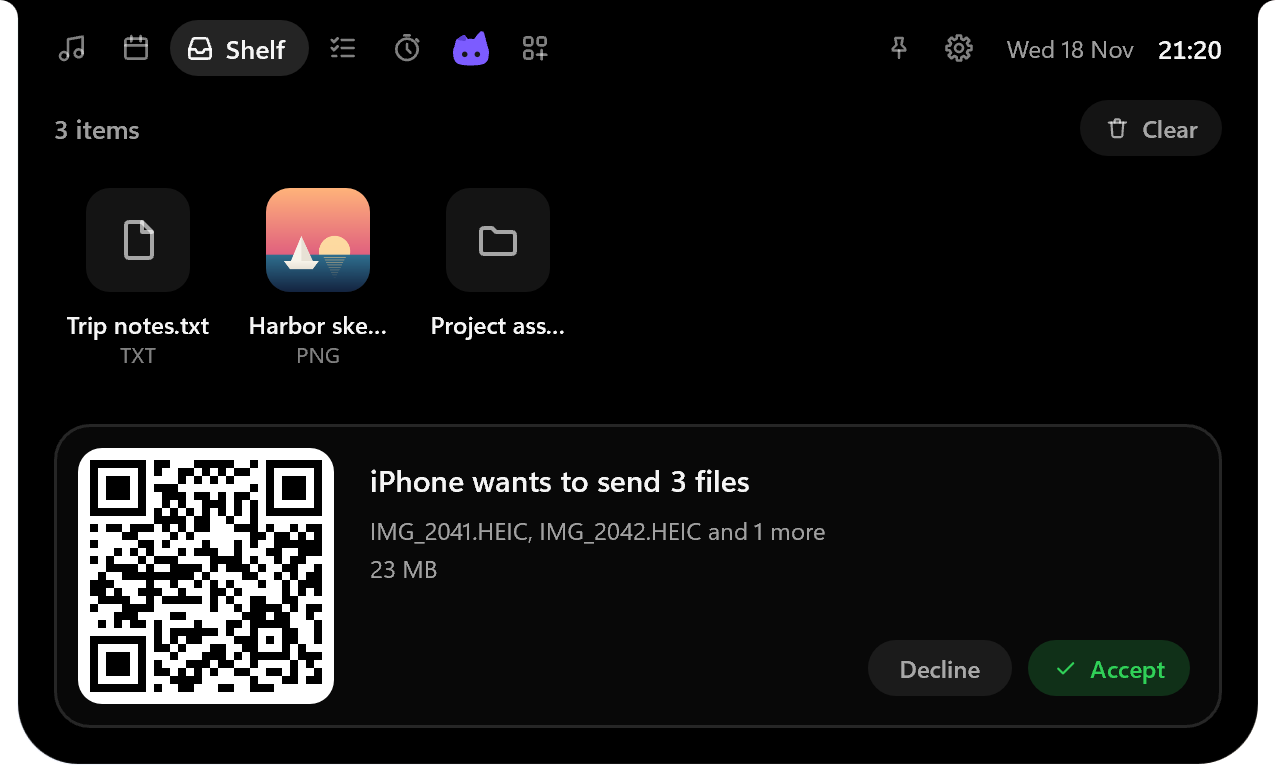 Shelf
Wed 18 Nov 21:20
3 items
Clear
Trip notes.txt
TXT
Harbor ske...
PNG
Project ass...
iPhone wants to send 3 files
IMG_2041.HEIC, IMG_2042.HEIC and 1 more
23 MB
Decline
Accept